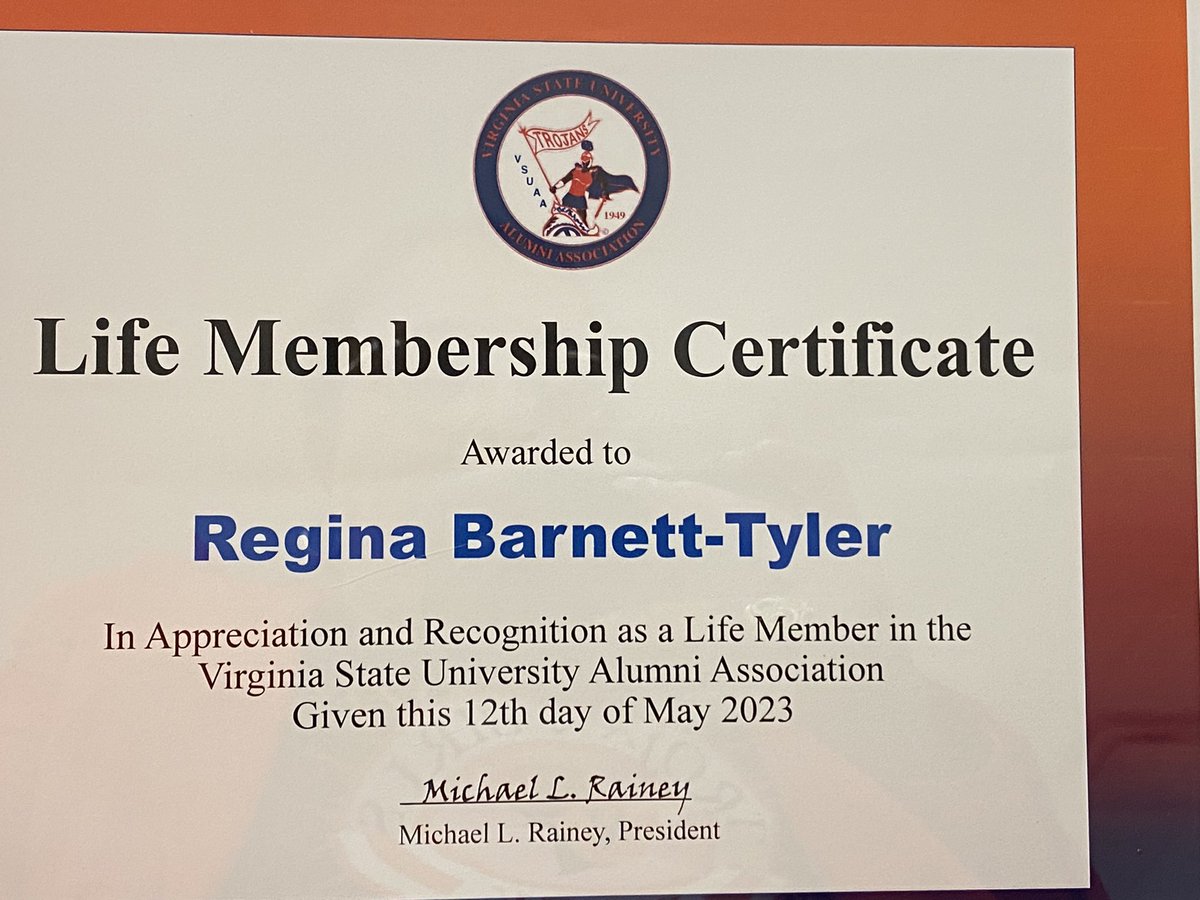 VIRGINIA STATE UNIVERSITY
TROJANS
VSUAA
1949
ALUMNI ASSOCIATION
Life Membership Certificate
Awarded to
Regina Barnett-Tyler
In Appreciation and Recognition as a Life Member in the
Virginia State University Alumni Association
Given this 12th day of May 2023
Michael L. Rainey
Michael L. Rainey, President